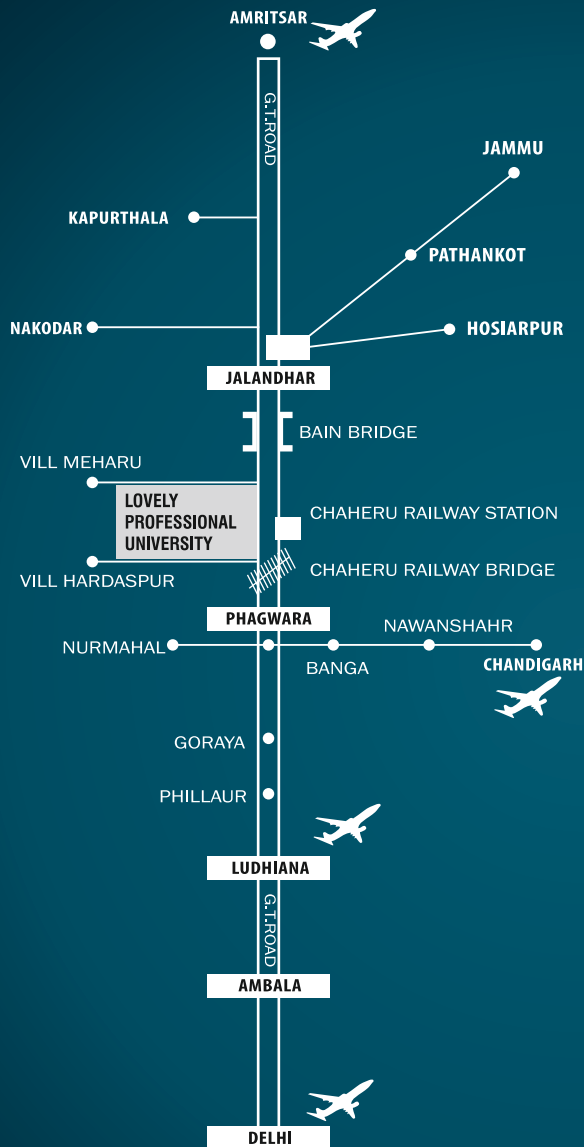 AMRITSAR
G.T.ROAD
JAMMU
KAPURTHALA
PATHANKOT
NAKODAR
HOSIARPUR
JALANDHAR
BAIN BRIDGE
VILL MEHARU
LOVELY
PROFESSIONAL
UNIVERSITY
CHAHERU RAILWAY STATION
VILL HARDASPUR
CHAHERU RAILWAY BRIDGE
PHAGWARA
NURMAHAL
BANGA
NAWANSHAHR
CHANDIGARH
GORAYA
PHILLAUR
LUDHIANA
G.T.ROAD
AMBALA
DELHI